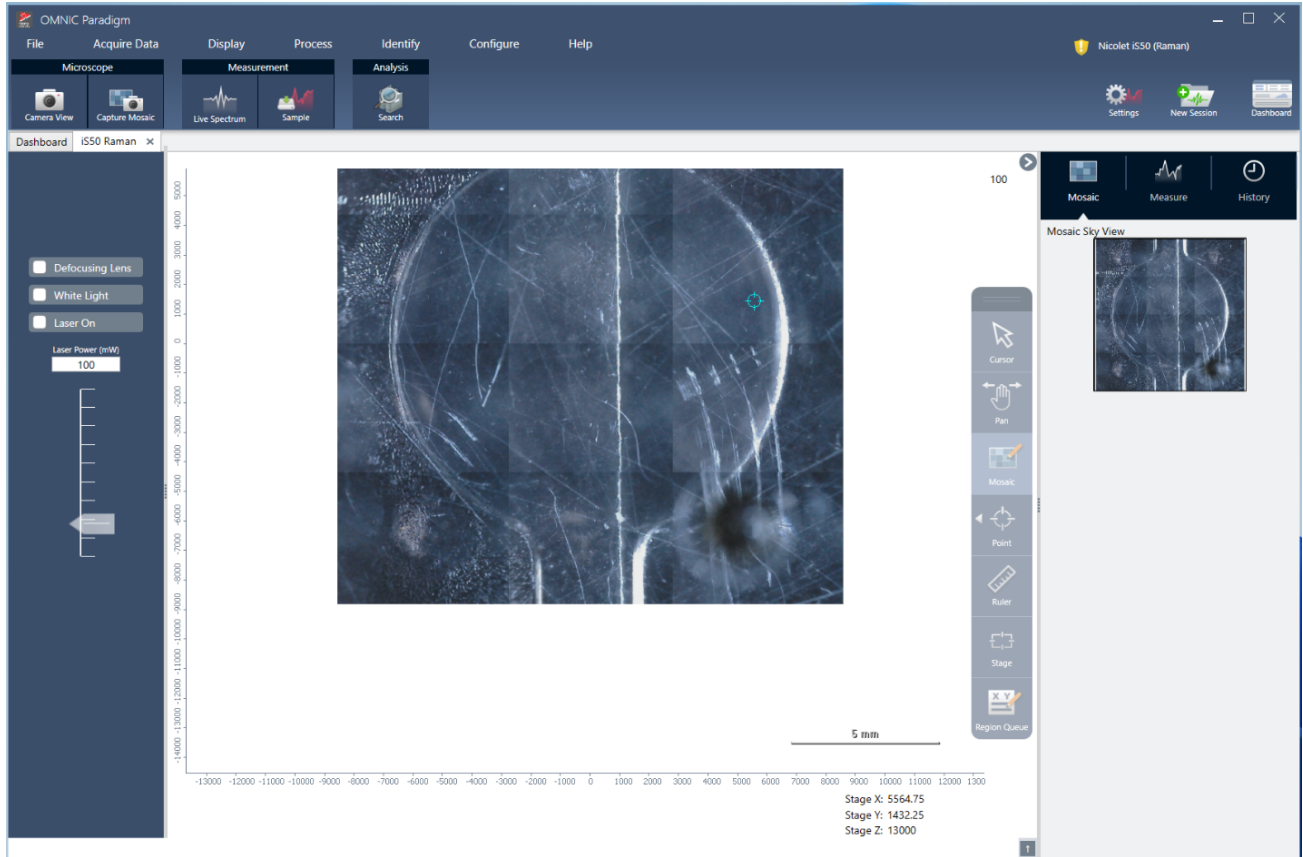 OMNIC Paradigm
File Acquire Data Display Process Identify Configure Help
Nicolet iS50 (Raman)
Microscope Measurement Analysis
Camera View Capture Mosaic Live Spectrum Sample Search
Settings New Session Dashboard
Dashboard iS50 Raman
Defocusing Lens
White Light
Laser On
Laser Power (mW)
100
5000
4000
3000
2000
1000
0
-1000
-2000
-3000
-4000
-5000
-6000
-7000
-8000
-9000
-10000
-11000
-12000
-13000
-14000
100
Cursor
Pan
Mosaic
Point
Ruler
Stage
X Y
Region Queue
5 mm
-13000 -12000 -11000 -10000 -9000 -8000 -7000 -6000 -5000 -4000 -3000 -2000 -1000 0 1000 2000 3000 4000 5000 6000 7000 8000 9000 10000 11000 12000 1300
Stage X: 5564.75
Stage Y: 1432.25
Stage Z: 13000
Mosaic Measure History
Mosaic Sky View